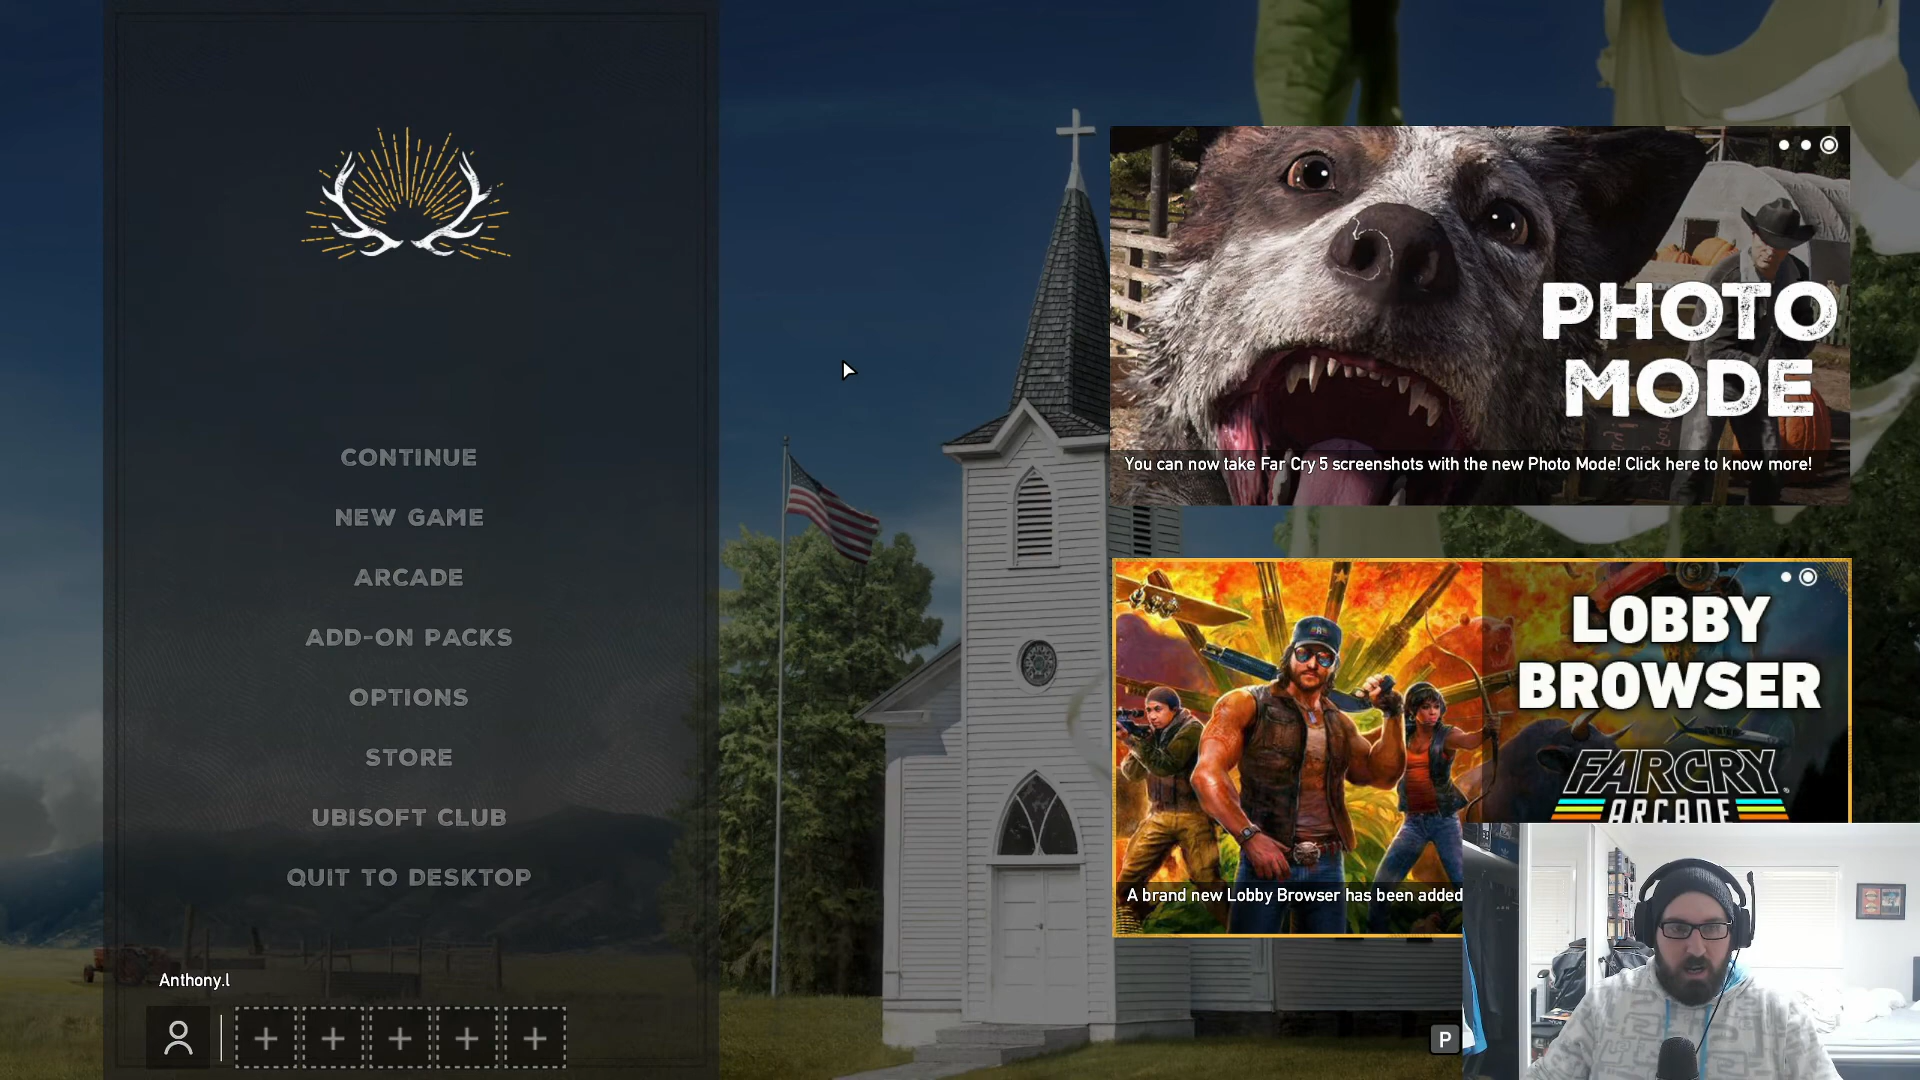 CONTINUE
NEW GAME
ARCADE
ADD-ON PACKS
OPTIONS
STORE
UBISOFT CLUB
QUIT TO DESKTOP
Anthony.l
PHOTO
MODE
You can now take Far Cry 5 screenshots with the new Photo Mode! Click here to know more!
LOBBY
BROWSER
FARCRY
ARCADE
A brand new Lobby Browser has been added
P